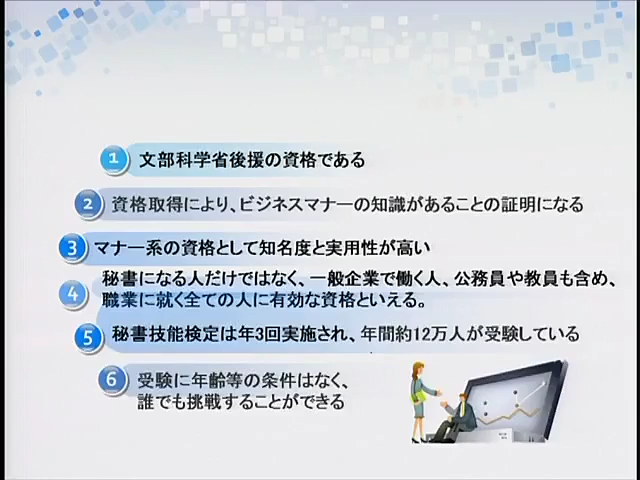 1 文部科学省後援の資格である
2 資格取得により、ビジネスマナーの知識があることの証明になる
3 マナー系の資格として知名度と実用性が高い
4 秘書になる人だけではなく、一般企業で働く人、公務員や教員も含め、
職業に就く全ての人に有効な資格といえる。
5 秘書技能検定は年3回実施され、年間約12万人が受験している
6 受験に年齢等の条件はなく、
誰でも挑戦することができる